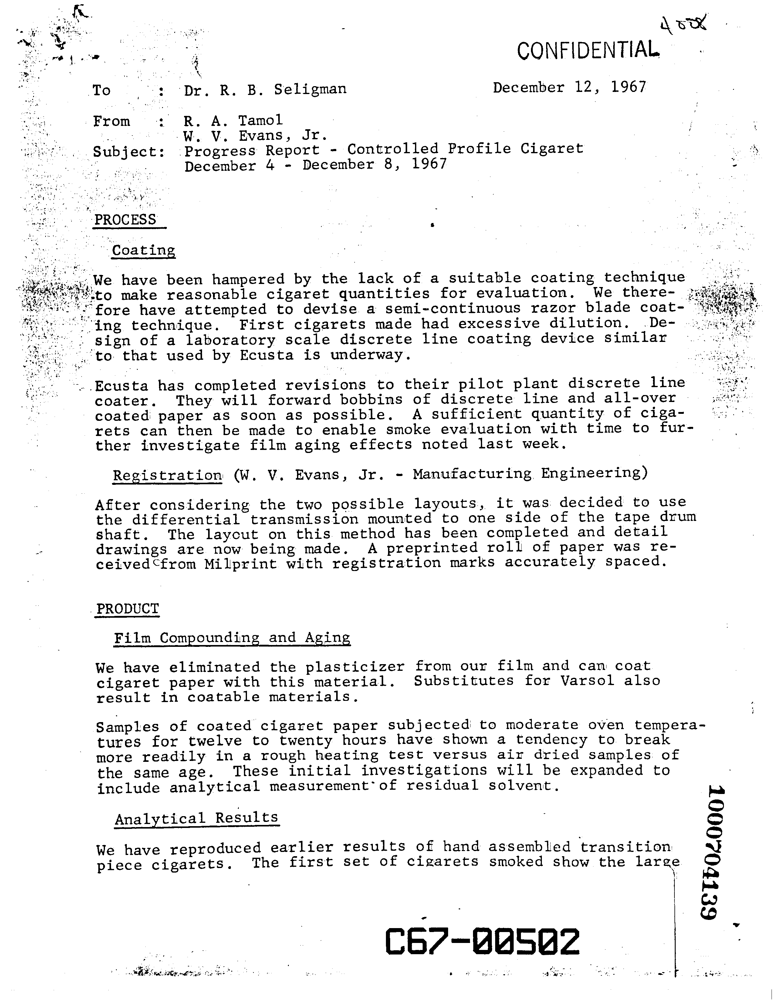 CONFIDENTIAL
To : Dr. R. B. Seligman December 12, 1967
From : R. A. Tamol
W. V. Evans, Jr.
Subject: Progress Report - Controlled Profile Cigaret
December 4 - December 8, 1967
PROCESS
Coating
We have been hampered by the lack of a suitable coating technique
to make reasonable cigaret quantities for evaluation. We there-
fore have attempted to devise a semi-continuous razor blade coat-
ing technique. First cigarets made had excessive dilution. De-
sign of a laboratory scale discrete line coating device similar
to that used by Ecusta is underway.
Ecusta has completed revisions to their pilot plant discrete line
coater. They will forward bobbins of discrete line and all-over
coated paper as soon as possible. A sufficient quantity of ciga-
rets can then be made to enable smoke evaluation with time to fur-
ther investigate film aging effects noted last week.
Registration (W. V. Evans, Jr. - Manufacturing Engineering)
After considering the two possible layouts, it was decided to use
the differential transmission mounted to one side of the tape drum
shaft. The layout on this method has been completed and detail
drawings are now being made. A preprinted roll of paper was re-
ceived from Milprint with registration marks accurately spaced.
PRODUCT
Film Compounding and Aging
We have eliminated the plasticizer from our film and can coat
cigaret paper with this material. Substitutes for Varsol also
result in coatable materials.
Samples of coated cigaret paper subjected to moderate oven tempera-
tures for twelve to twenty hours have shown a tendency to break
more readily in a rough heating test versus air dried samples of
the same age. These initial investigations will be expanded to
include analytical measurement of residual solvent.
Analytical Results
We have reproduced earlier results of hand assembled transition
piece cigarets. The first set of cigarets smoked show the large
1000704139
C67-00502